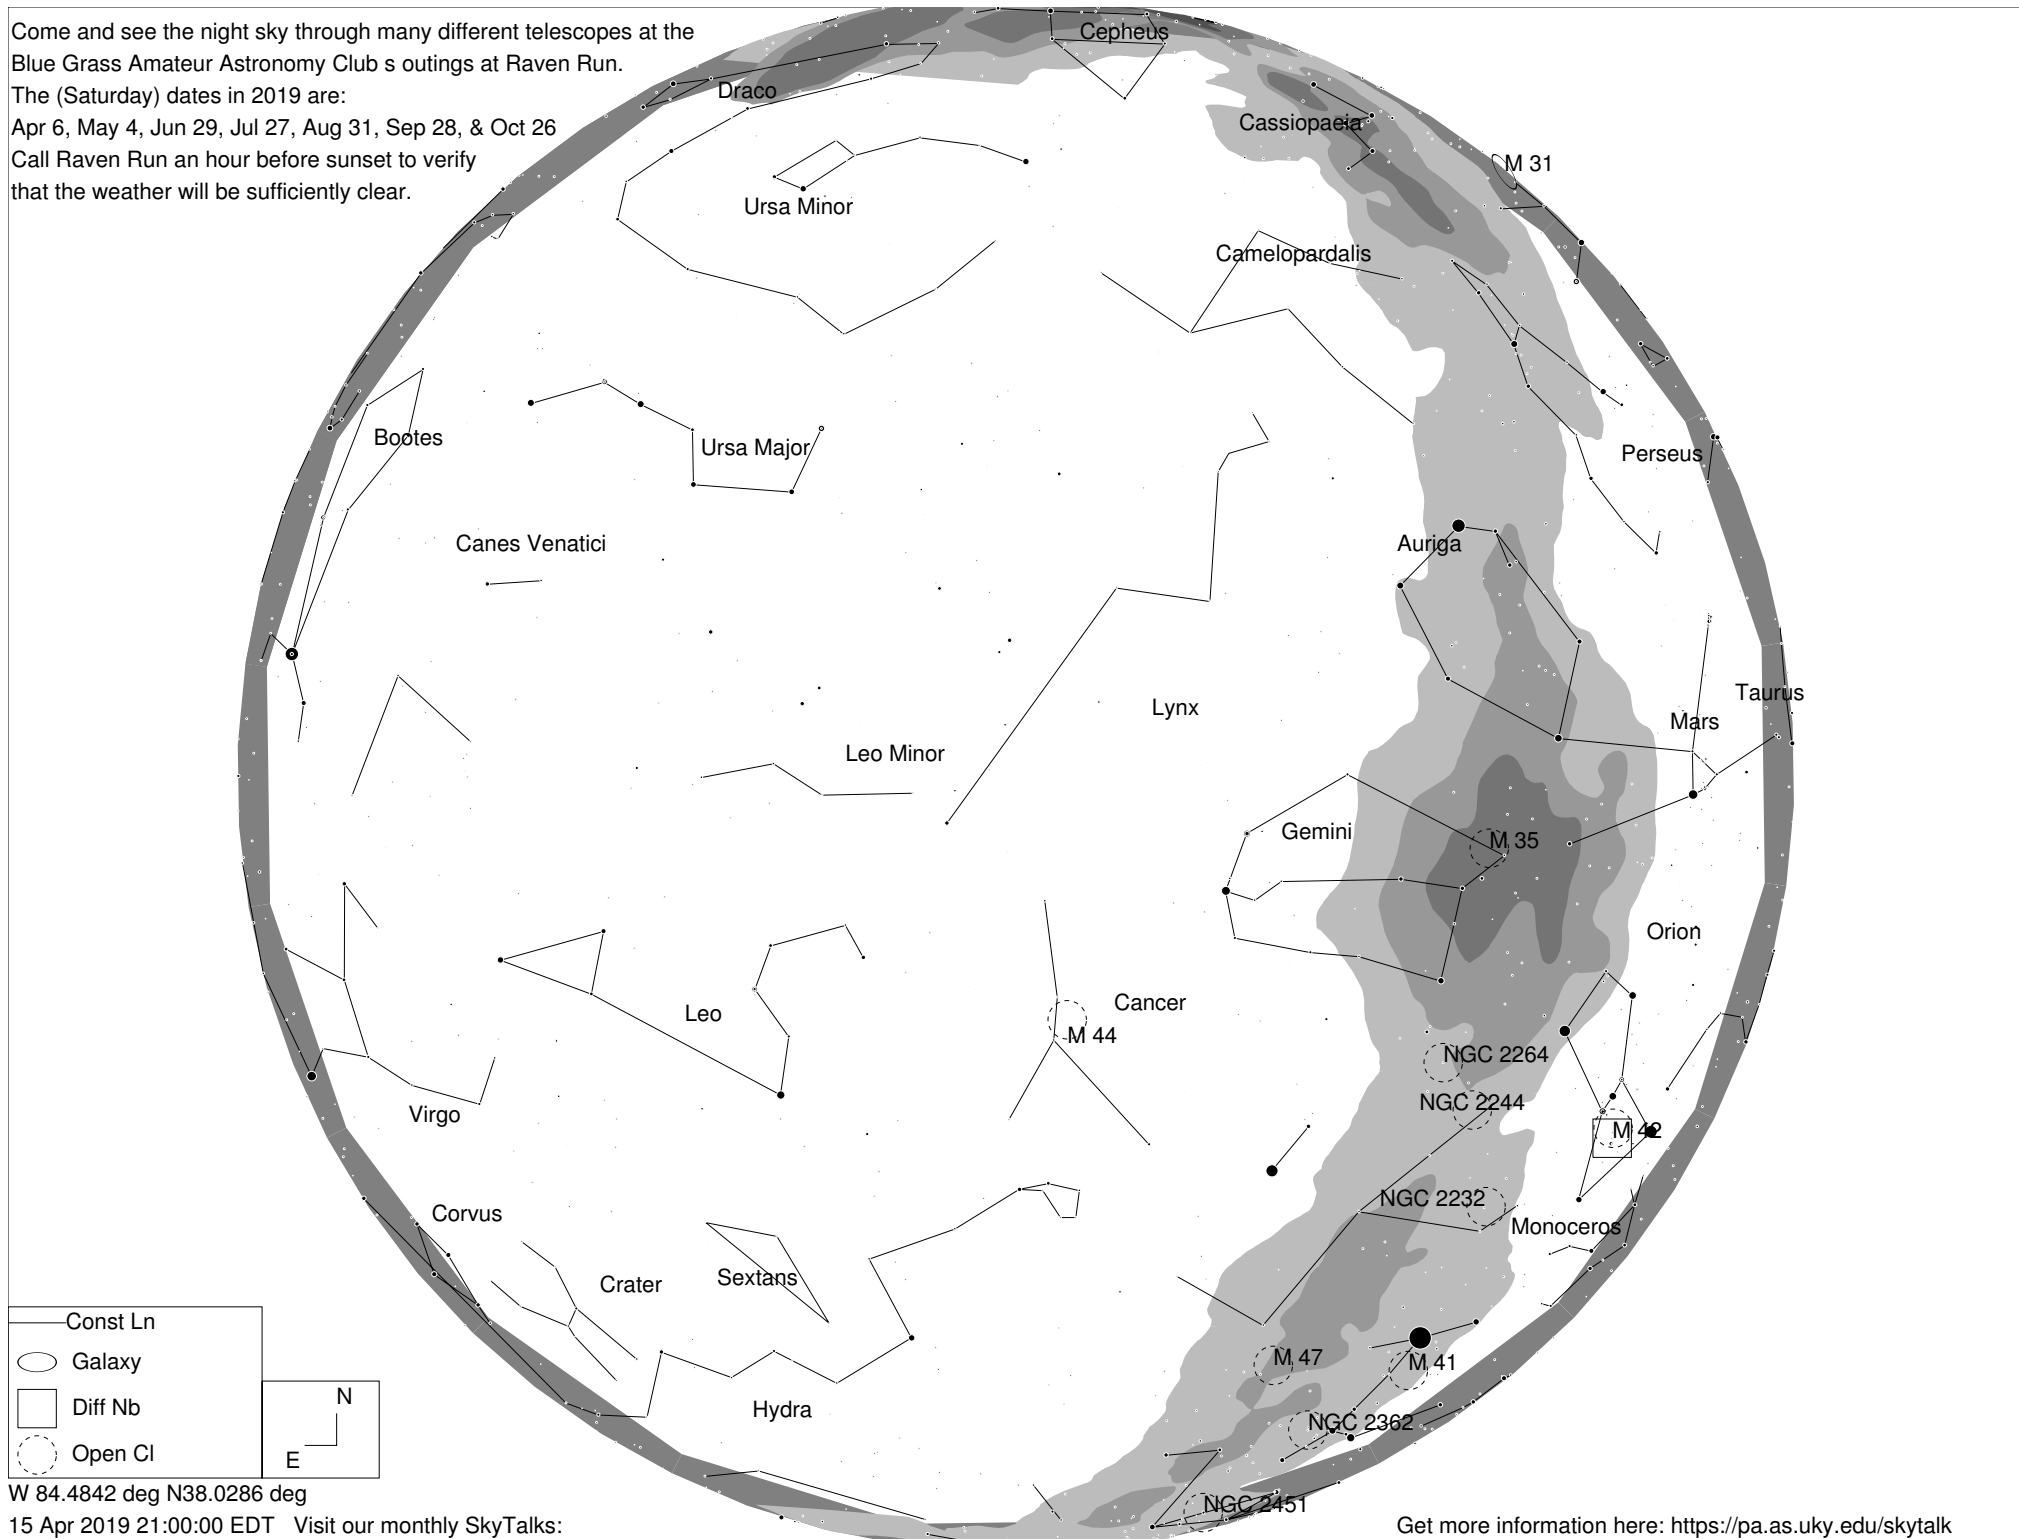 Come and see the night sky through many different telescopes at the
Blue Grass Amateur Astronomy Club s outings at Raven Run.
The (Saturday) dates in 2019 are:
Apr 6, May 4, Jun 29, Jul 27, Aug 31, Sep 28, & Oct 26
Call Raven Run an hour before sunset to verify
that the weather will be sufficiently clear.
Cepheus
Draco
Cassiopaeia
M 31
Ursa Minor
Camelopardalis
Bootes
Ursa Major
Perseus
Canes Venatici
Auriga
Taurus
Lynx
Mars
Leo Minor
Gemini
M 35
Orion
Leo
Cancer
M 44
NGC 2264
NGC 2244
Virgo
M 42
NGC 2232
Corvus
Monoceros
Crater
Sextans
M 47
M 41
Hydra
NGC 2362
NGC 2451
Const Ln
Galaxy
Diff Nb
Open Cl
N
E
W 84.4842 deg N38.0286 deg
15 Apr 2019 21:00:00 EDT Visit our monthly SkyTalks:
Get more information here: https://pa.as.uky.edu/skytalk